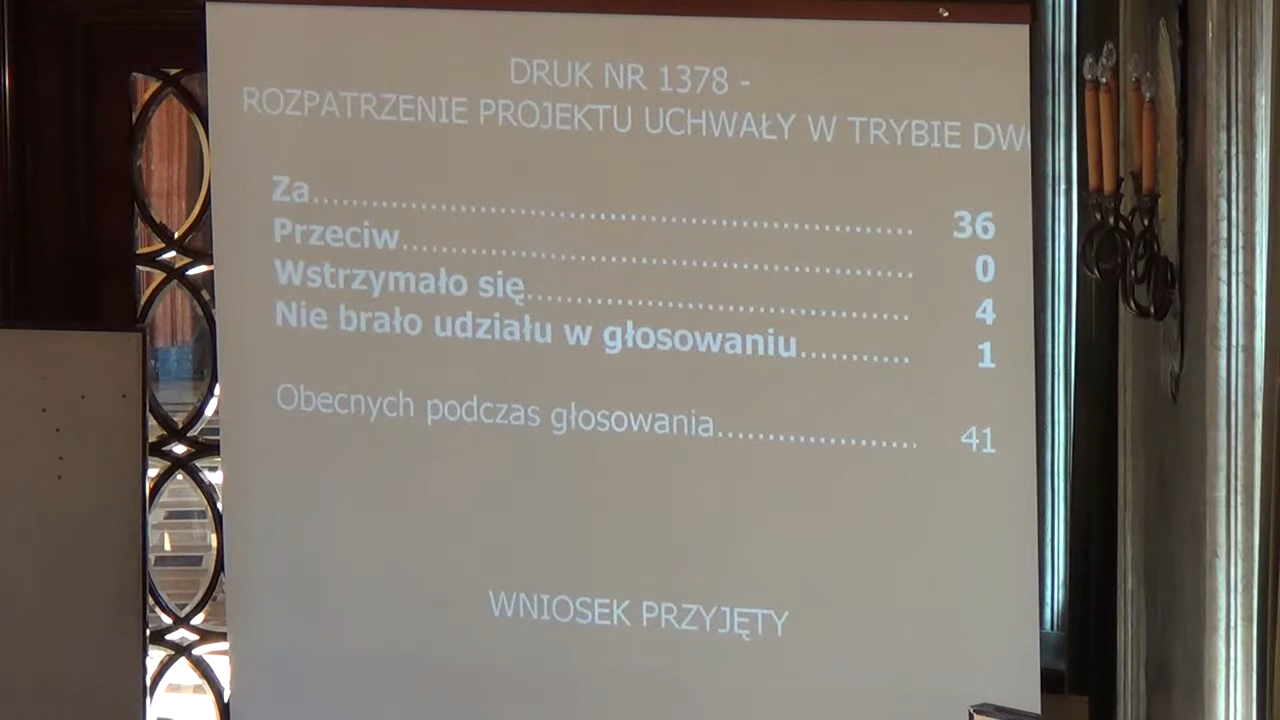 DRUK NR 1378 -
ROZPATRZENIE PROJEKTU UCHWAŁY W TRYBIE DW
Za........................................................................ 36
Przeciw............................................................. 0
Wstrzymało się.............................................. 4
Nie brało udziału w głosowaniu........... 1
Obecnych podczas głosowania.................... 41
WNIOSEK PRZYJĘTY